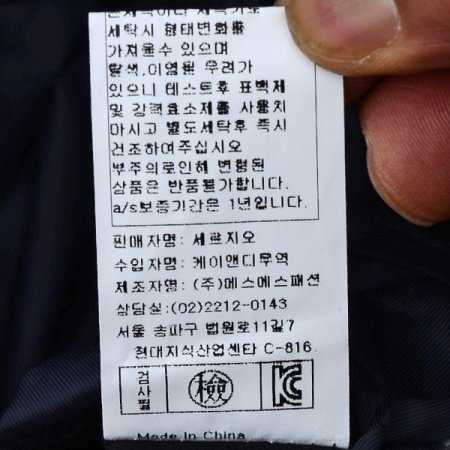 세탁시 형태변화를
가져올수 있으며
탈색,이염될 우려가
있으니 테스트후 표백제
및 강력효소제를 사용치
마시고 별도세탁후 즉시
건조하여주십시오
부주의로인해 변형된
상품은 반품불가합니다.
a/s보증기간은 1년입니다.
판매자명: 세르지오
수입자명: 케이앤디무역
제조자명: (주)에스에스패션
상담실:(02)2212-0143
서울 송파구 법원로11길7
현대지식산업센타 C-816
검사필 檢 KC
Made in China